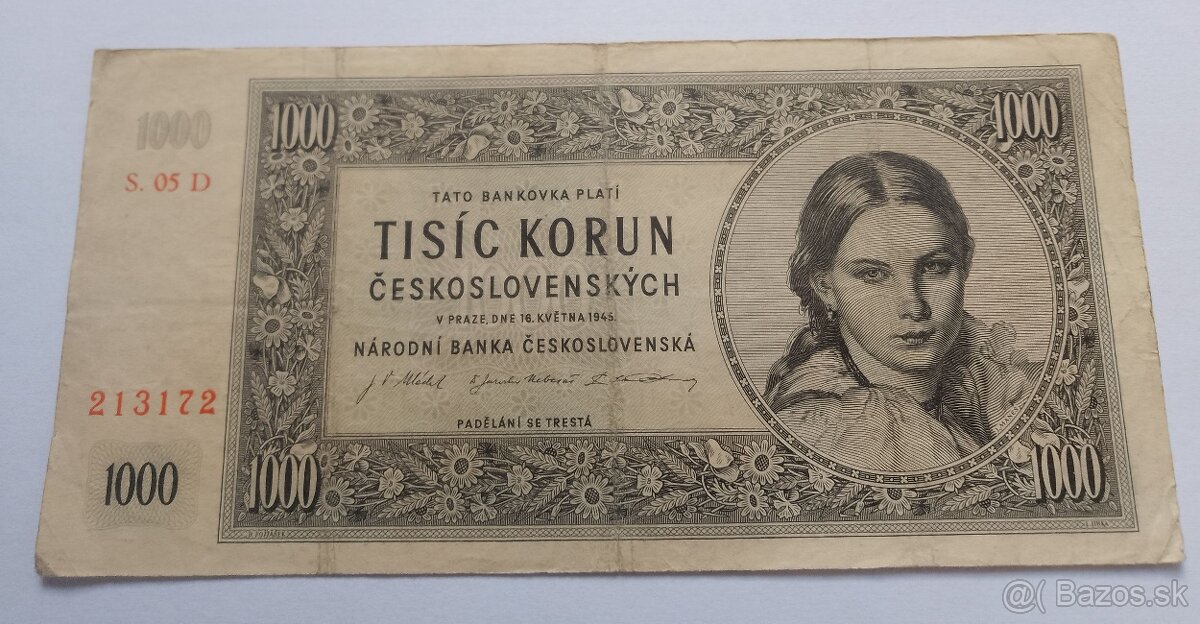 1000
S. 05 D
213172
1000
1000
1000
TATO BANKOVKA PLATÍ
TISÍC KORUN
ČESKOSLOVENSKÝCH
V PRAZE, DNE 16. KVĚTNA 1945.
NÁRODNÍ BANKA ČESKOSLOVENSKÁ
PADĚLÁNÍ SE TRESTÁ
1000
1000
@( Bazos.sk